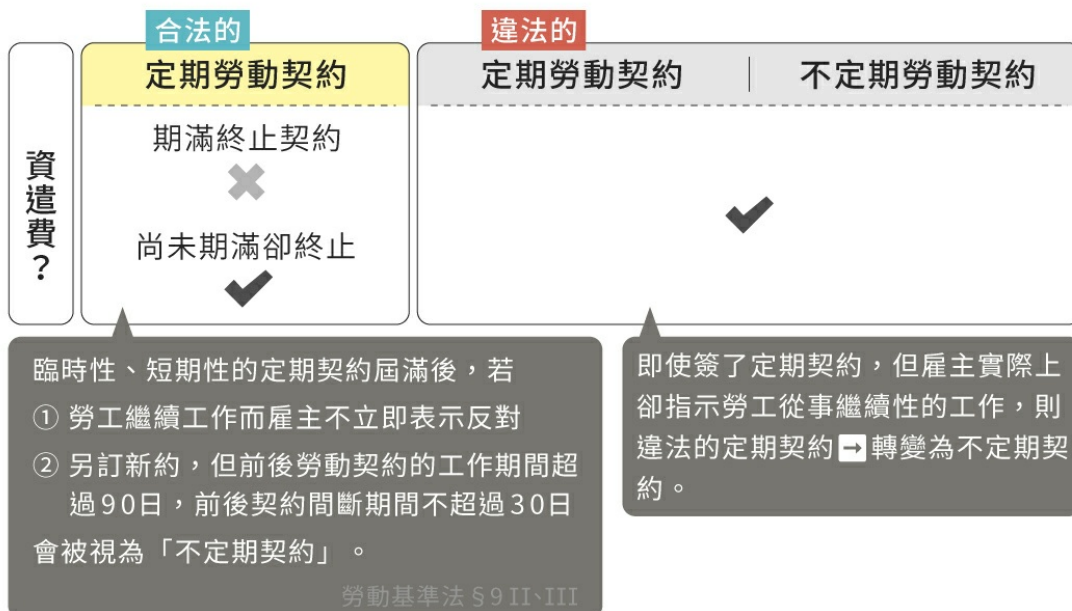 合法的
違法的
定期勞動契約
定期勞動契約
不定期勞動契約
資遣費？
期滿終止契約
尚未期滿卻終止
臨時性、短期性的定期契約屆滿後，若
① 勞工繼續工作而雇主不立即表示反對
② 另訂新約，但前後勞動契約的工作期間超
過90日，前後契約間斷期間不超過30日
會被視為「不定期契約」。
勞動基準法§9 II、III
即使簽了定期契約，但雇主實際上
卻指示勞工從事繼續性的工作，則
違法的定期契約➡轉變為不定期契
約。